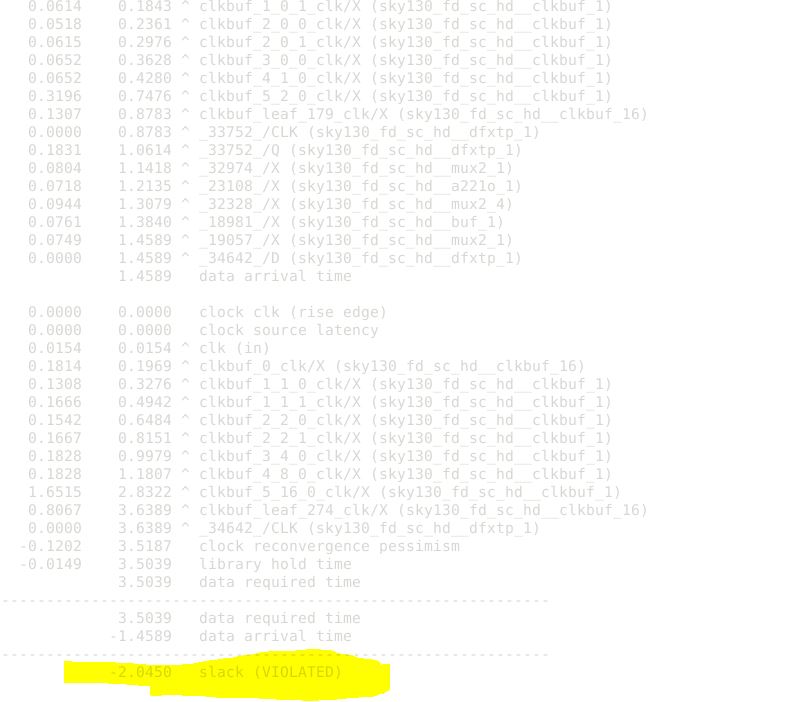 0.0614 0.1843 ^ clkbuf_1_0_1_clk/X (sky130_fd_sc_hd__clkbuf_1)
0.0518 0.2361 ^ clkbuf_2_0_0_clk/X (sky130_fd_sc_hd__clkbuf_1)
0.0615 0.2976 ^ clkbuf_2_0_1_clk/X (sky130_fd_sc_hd__clkbuf_1)
0.0652 0.3628 ^ clkbuf_3_0_0_clk/X (sky130_fd_sc_hd__clkbuf_1)
0.0652 0.4280 ^ clkbuf_4_1_0_clk/X (sky130_fd_sc_hd__clkbuf_1)
0.3196 0.7476 ^ clkbuf_5_2_0_clk/X (sky130_fd_sc_hd__clkbuf_1)
0.1307 0.8783 ^ clkbuf_leaf_179_clk/X (sky130_fd_sc_hd__clkbuf_16)
0.0000 0.8783 ^ _33752_/CLK (sky130_fd_sc_hd__dfxtp_1)
0.1831 1.0614 ^ _33752_/Q (sky130_fd_sc_hd__dfxtp_1)
0.0804 1.1418 ^ _32974_/X (sky130_fd_sc_hd__mux2_1)
0.0718 1.2135 ^ _23108_/X (sky130_fd_sc_hd__a221o_1)
0.0944 1.3079 ^ _32328_/X (sky130_fd_sc_hd__mux2_4)
0.0761 1.3840 ^ _18981_/X (sky130_fd_sc_hd__buf_1)
0.0749 1.4589 ^ _19057_/X (sky130_fd_sc_hd__mux2_1)
0.0000 1.4589 ^ _34642_/D (sky130_fd_sc_hd__dfxtp_1)
1.4589 data arrival time
0.0000 0.0000 clock clk (rise edge)
0.0000 0.0000 clock source latency
0.0154 0.0154 ^ clk (in)
0.1814 0.1969 ^ clkbuf_0_clk/X (sky130_fd_sc_hd__clkbuf_16)
0.1308 0.3276 ^ clkbuf_1_1_0_clk/X (sky130_fd_sc_hd__clkbuf_1)
0.1666 0.4942 ^ clkbuf_1_1_1_clk/X (sky130_fd_sc_hd__clkbuf_1)
0.1542 0.6484 ^ clkbuf_2_2_0_clk/X (sky130_fd_sc_hd__clkbuf_1)
0.1667 0.8151 ^ clkbuf_2_2_1_clk/X (sky130_fd_sc_hd__clkbuf_1)
0.1828 0.9979 ^ clkbuf_3_4_0_clk/X (sky130_fd_sc_hd__clkbuf_1)
0.1828 1.1807 ^ clkbuf_4_8_0_clk/X (sky130_fd_sc_hd__clkbuf_1)
1.6515 2.8322 ^ clkbuf_5_16_0_clk/X (sky130_fd_sc_hd__clkbuf_1)
0.8067 3.6389 ^ clkbuf_leaf_274_clk/X (sky130_fd_sc_hd__clkbuf_16)
0.0000 3.6389 ^ _34642_/CLK (sky130_fd_sc_hd__dfxtp_1)
-0.1202 3.5187 clock reconvergence pessimism
-0.0149 3.5039 library hold time
3.5039 data required time
-------------------------------------------------------------
3.5039 data required time
-1.4589 data arrival time
-------------------------------------------------------------
-2.0450 slack (VIOLATED)